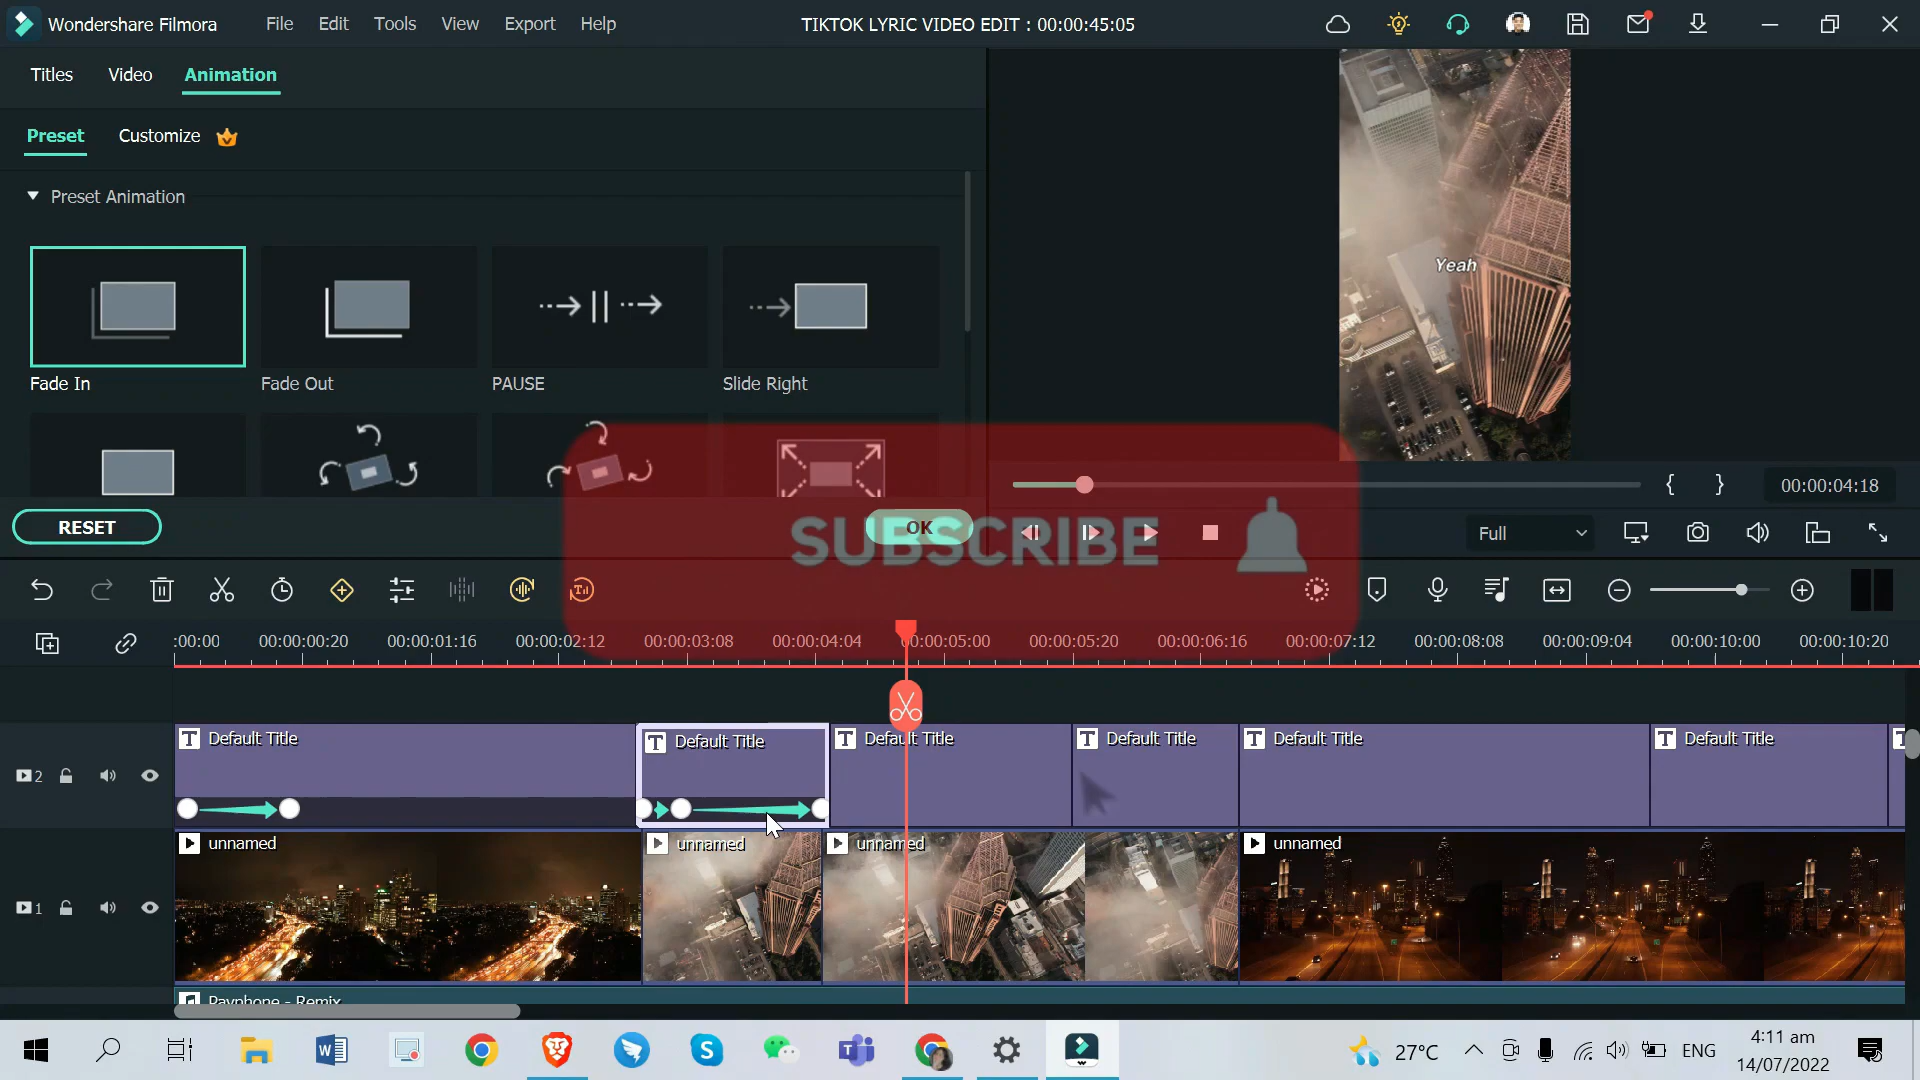 Wondershare Filmora File Edit Tools View Export Help TIKTOK LYRIC VIDEO EDIT : 00:00:45:05
Titles Video Animation
Preset Customize
Preset Animation
Fade In Fade Out PAUSE Slide Right
Yeah
00:00:04:18
RESET OK
SUBSCRIBE
Full
:00:00 00:00:00:20 00:00:01:16 00:00:02:12 00:00:03:08 00:00:04:04 00:00:05:00 00:00:05:20 00:00:06:16 00:00:07:12 00:00:08:08 00:00:09:04 00:00:10:00 00:00:10:20
Default Title Default Title Default Title Default Title Default Title Default Title
2
unnamed unnamed unnamed unnamed
1
Payphone - Remix
27°C ENG 4:11 am
14/07/2022